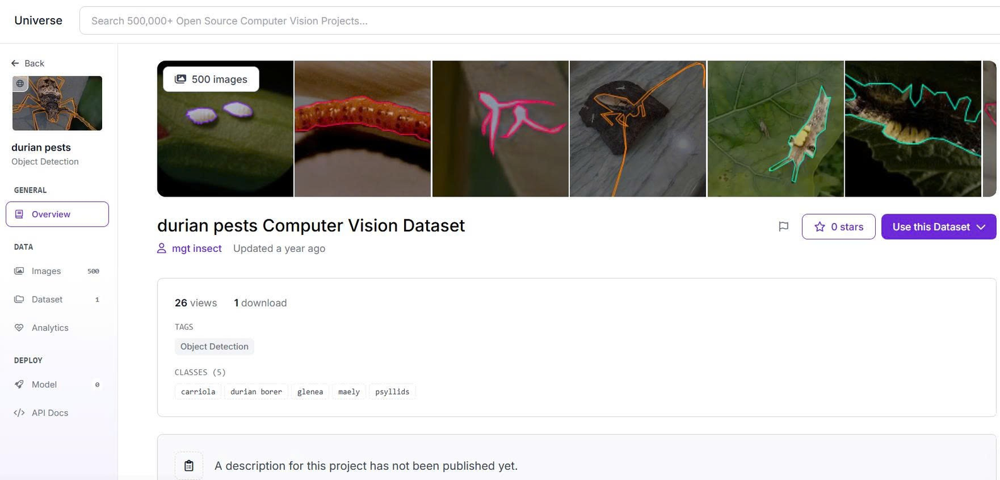 Universe
Search 500,000+ Open Source Computer Vision Projects...
Back
durian pests
Object Detection
GENERAL
Overview
DATA
Images 500
Dataset 1
Analytics
DEPLOY
Model 0
API Docs
500 images
durian pests Computer Vision Dataset
0 stars
Use this Dataset
mgt insect Updated a year ago
26 views 1 download
TAGS
Object Detection
CLASSES (5)
carriola durian borer glenea maely psyllids
A description for this project has not been published yet.